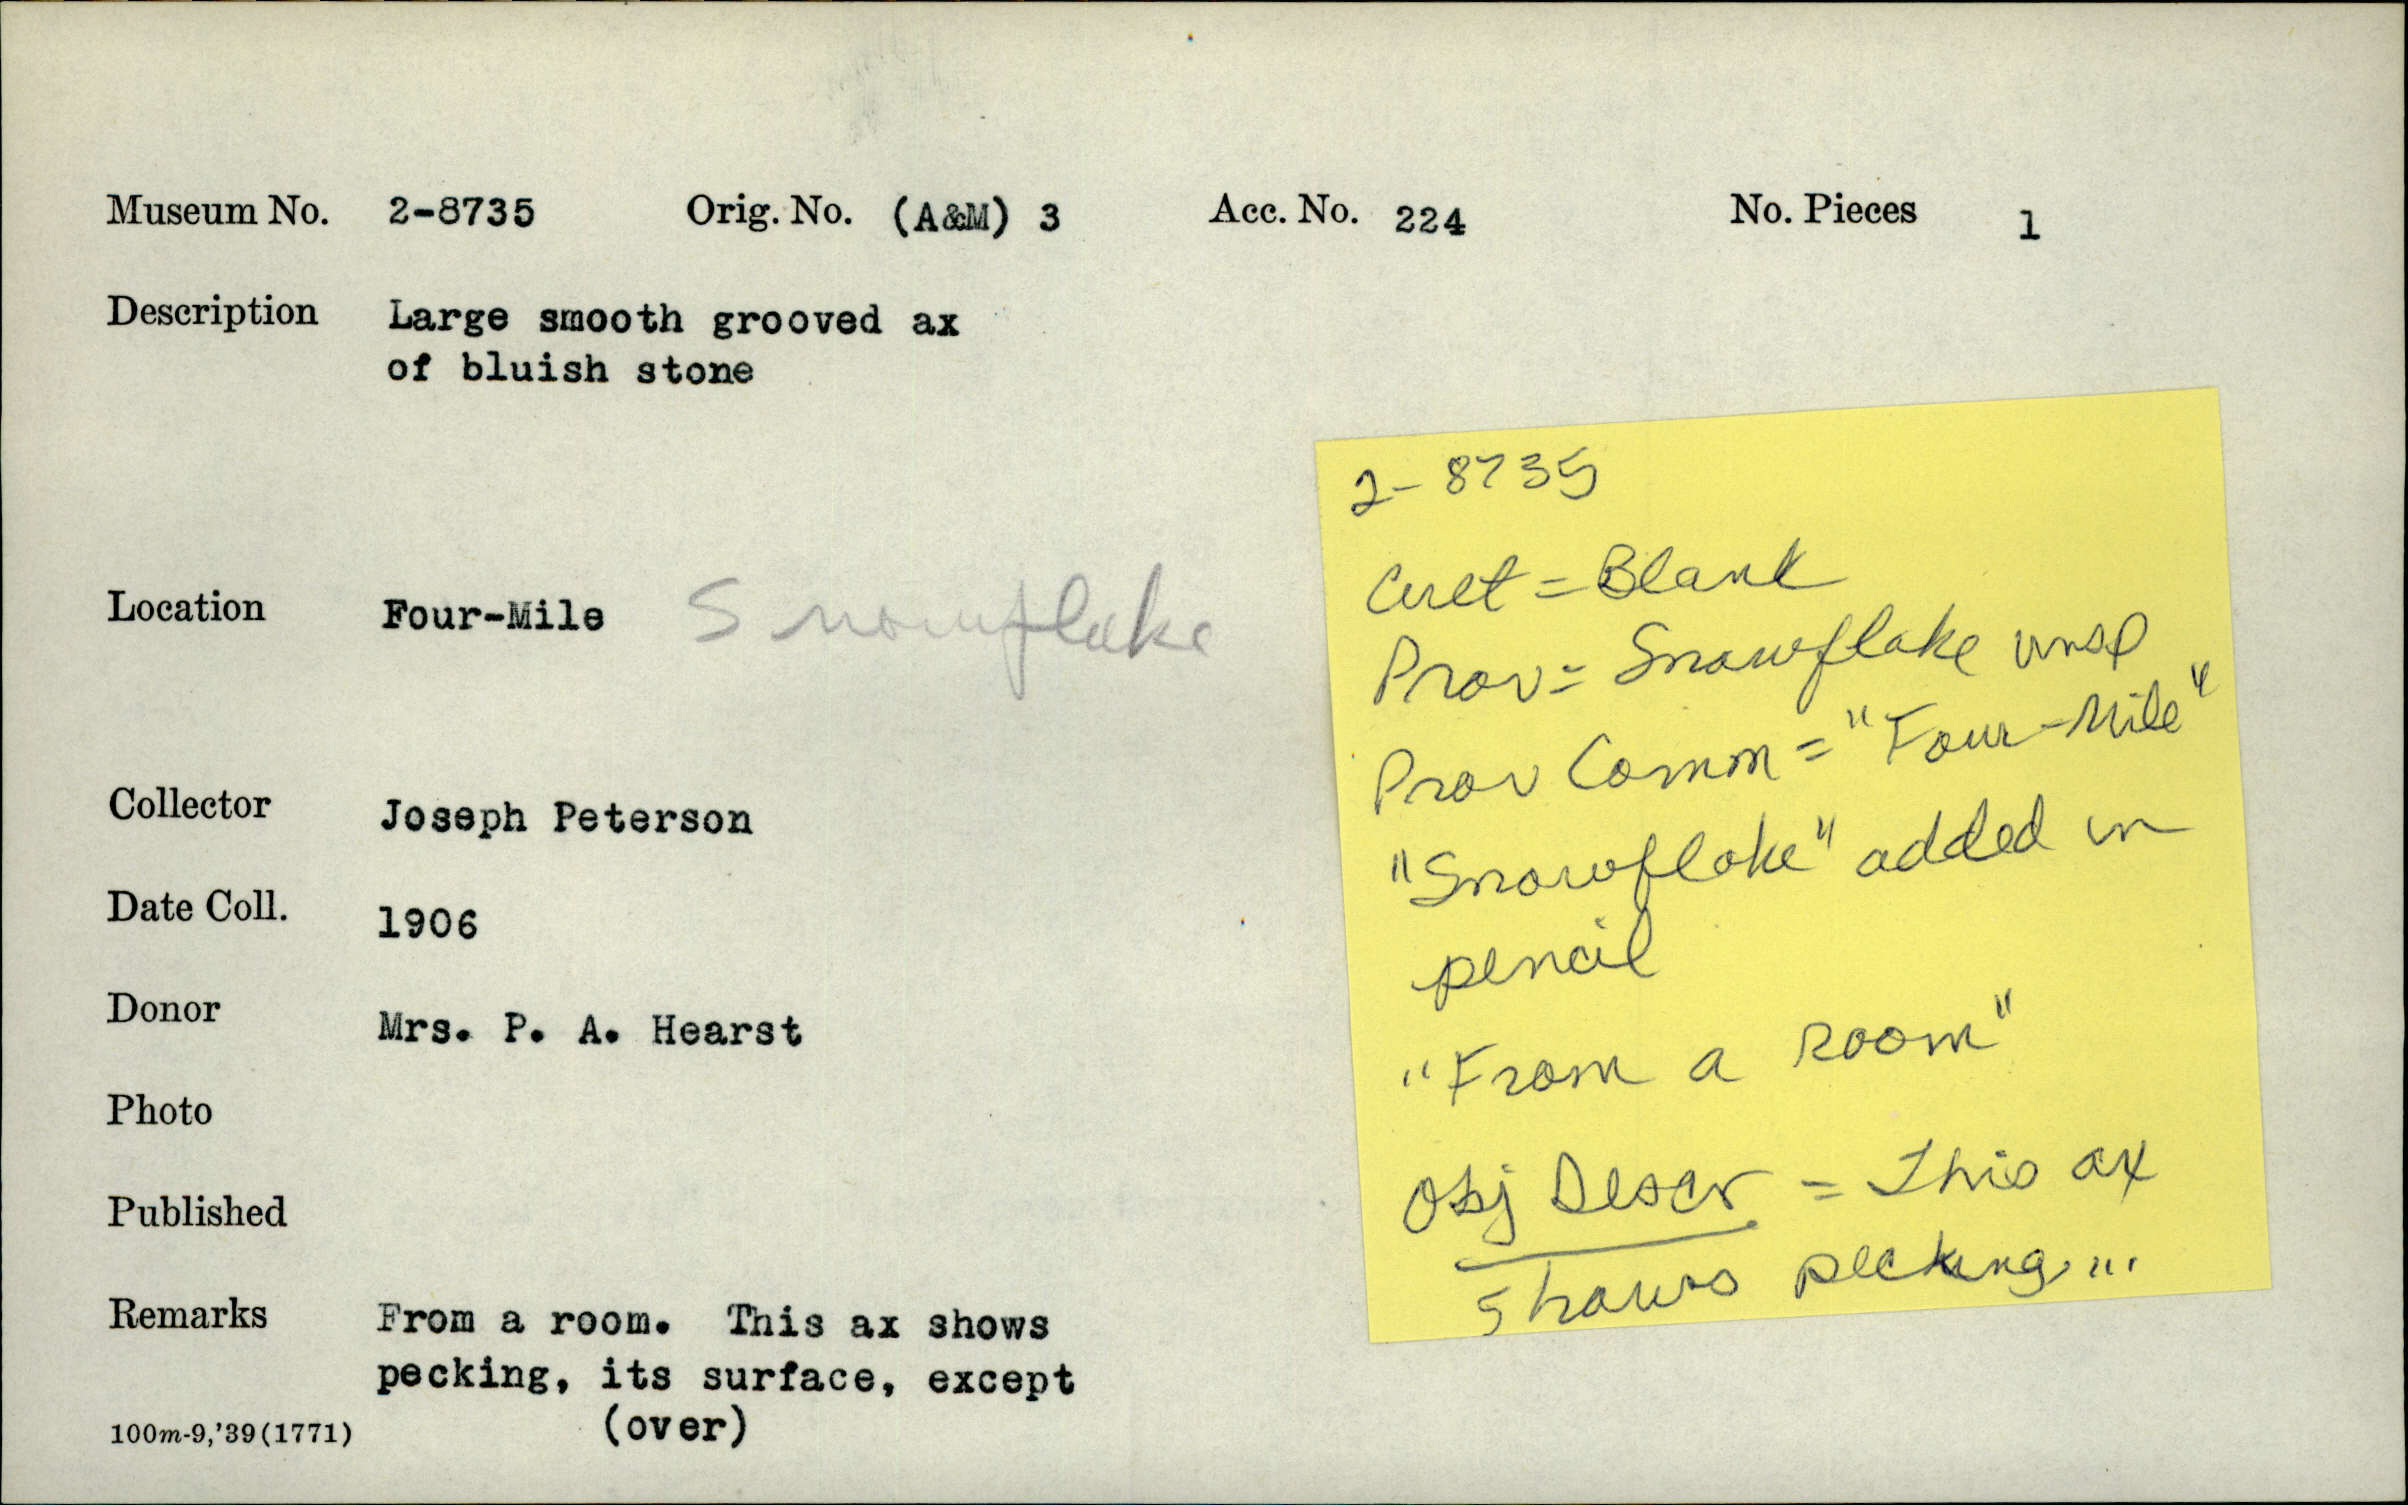 Museum No. 2-8735 Orig. No. (A&M) 3 Acc. No. 224 No. Pieces 1
Description Large smooth grooved ax
of bluish stone
Location Four-Mile Snowflake
Collector Joseph Peterson
Date Coll. 1906
Donor Mrs. P. A. Hearst
Photo
Published
Remarks From a room. This ax shows
pecking, its surface, except
(over)
100m-9,'39(1771)
2-8735
Cult = Blank
Prov = Snowflake unsp
Prov Comm = "Four-Mile"
"Snowflake" added in
pencil
"From a room"
Obj Descr = This ax
shows pecking...